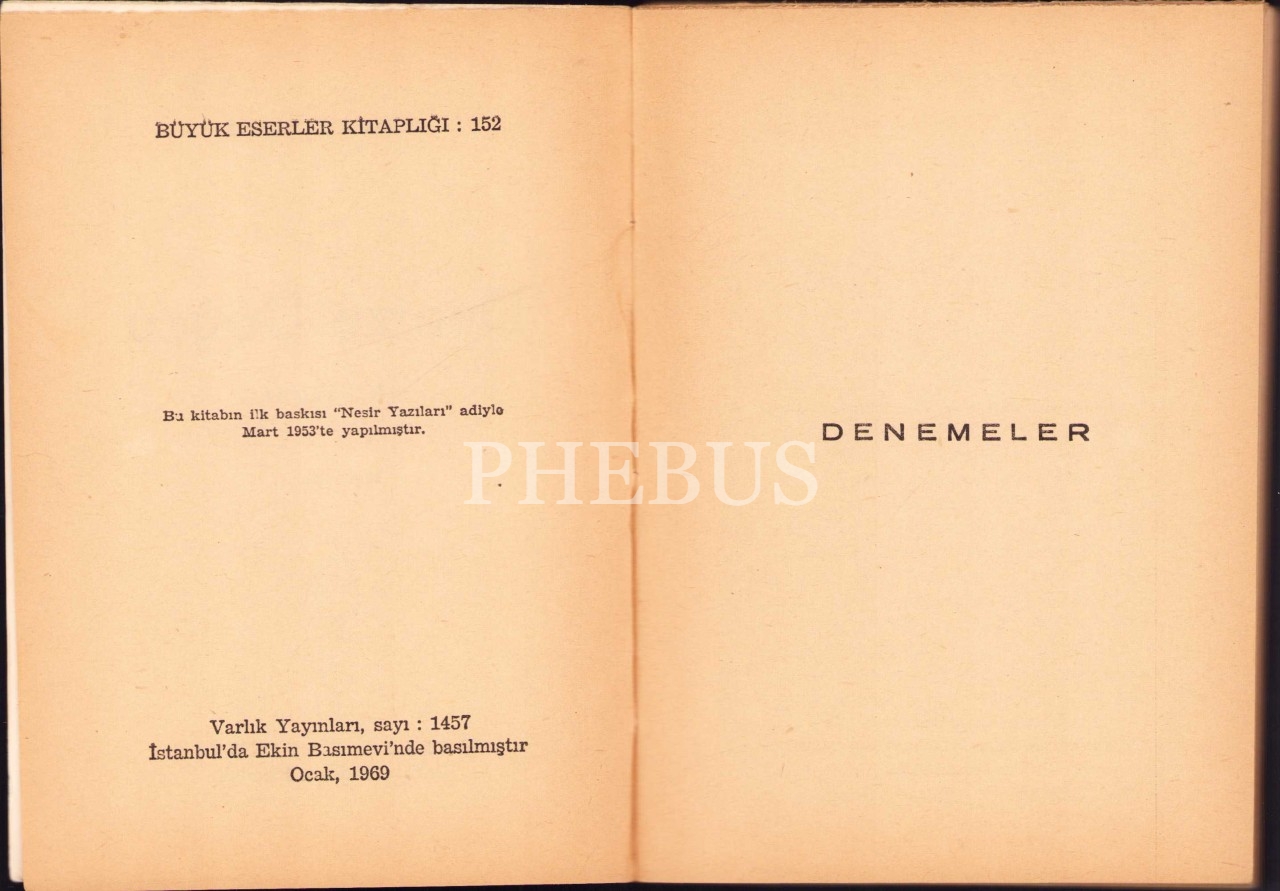 BÜYÜK ESERLER KİTAPLIĞI : 152
Bu kitabın ilk baskısı "Nesir Yazıları" adiyle
Mart 1953'te yapılmıştır.
Varlık Yayınları, sayı : 1457
İstanbul'da Ekin Basımevi'nde basılmıştır
Ocak, 1969
DENEMELER
PHEBUS